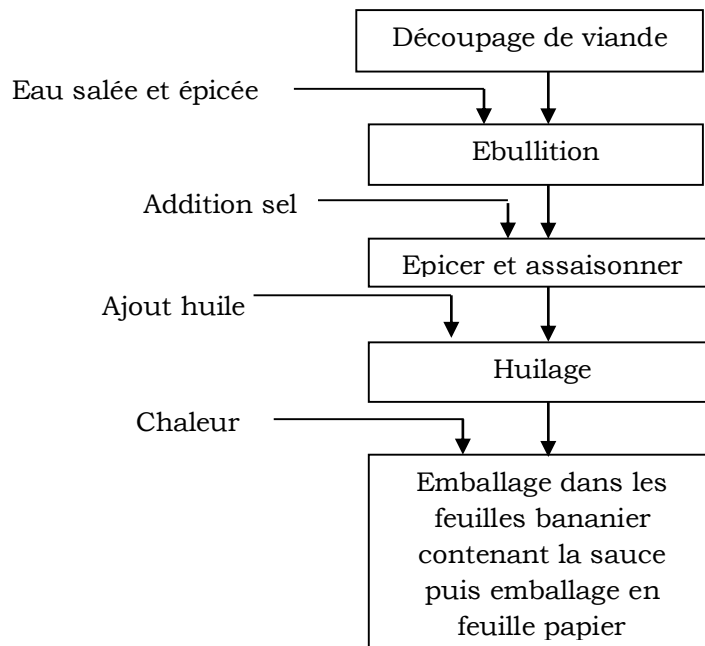 Découpage de viande
Eau salée et épicée
Ebullition
Addition sel
Epicer et assaisonner
Ajout huile
Huilage
Chaleur
Emballage dans les
feuilles bananier
contenant la sauce
puis emballage en
feuille papier